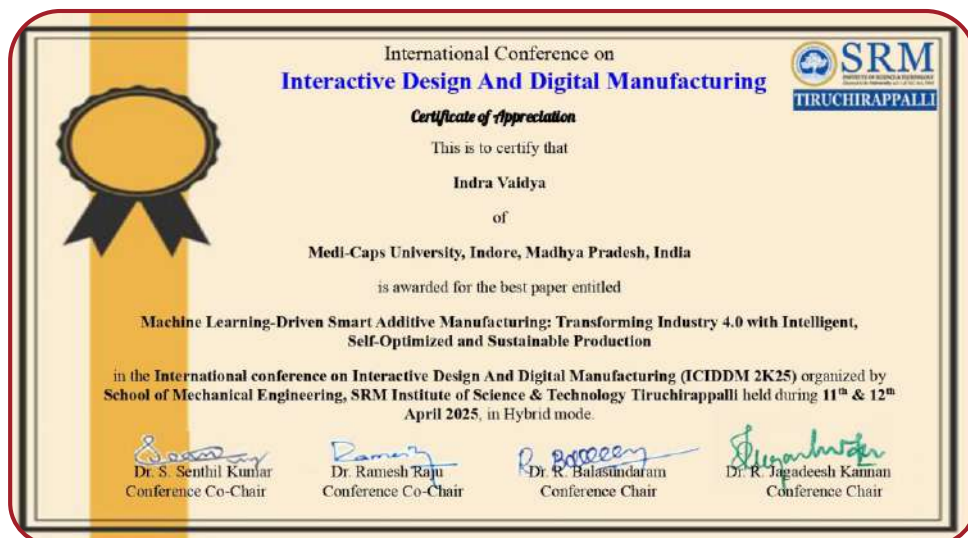 International Conference on
Interactive Design And Digital Manufacturing
SRM
INSTITUTE OF SCIENCE & TECHNOLOGY
TIRUCHIRAPPALLI
Certificate of Appreciation
This is to certify that
Indra Vaidya
of
Medi-Caps University, Indore, Madhya Pradesh, India
is awarded for the best paper entitled
Machine Learning-Driven Smart Additive Manufacturing: Transforming Industry 4.0 with Intelligent,
Self-Optimized and Sustainable Production
in the International conference on Interactive Design And Digital Manufacturing (ICIDDM 2K25) organized by
School of Mechanical Engineering, SRM Institute of Science & Technology Tiruchirappalli held during 11th & 12th
April 2025, in Hybrid mode.
Dr. S. Senthil Kumar
Conference Co-Chair
Dr. Ramesh Raju
Conference Co-Chair
Dr. R. Balasundaram
Conference Chair
Dr. R. Jagadeesh Kannan
Conference Chair